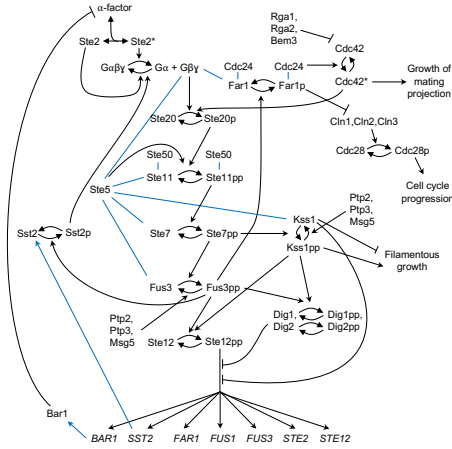 α-factor
Rga1,
Rga2,
Bem3
Ste2
Ste2*
Cdc42
Gαβγ
Gα + Gβγ
Cdc24
Cdc24
Far1
Far1p
Cdc42*
Growth of
mating
projection
Ste20
Ste20p
Cln1,Cln2,Cln3
Ste50
Ste50
Cdc28
Cdc28p
Ste11
Ste11pp
Ste5
Cell cycle
progression
Ptp2,
Ptp3,
Msg5
Sst2
Sst2p
Ste7
Ste7pp
Kss1
Kss1pp
Filamentous
growth
Fus3
Fus3pp
Ptp2,
Ptp3,
Msg5
Dig1,
Dig2
Dig1pp,
Dig2pp
Ste12
Ste12pp
Bar1
BAR1
SST2
FAR1
FUS1
FUS3
STE2
STE12